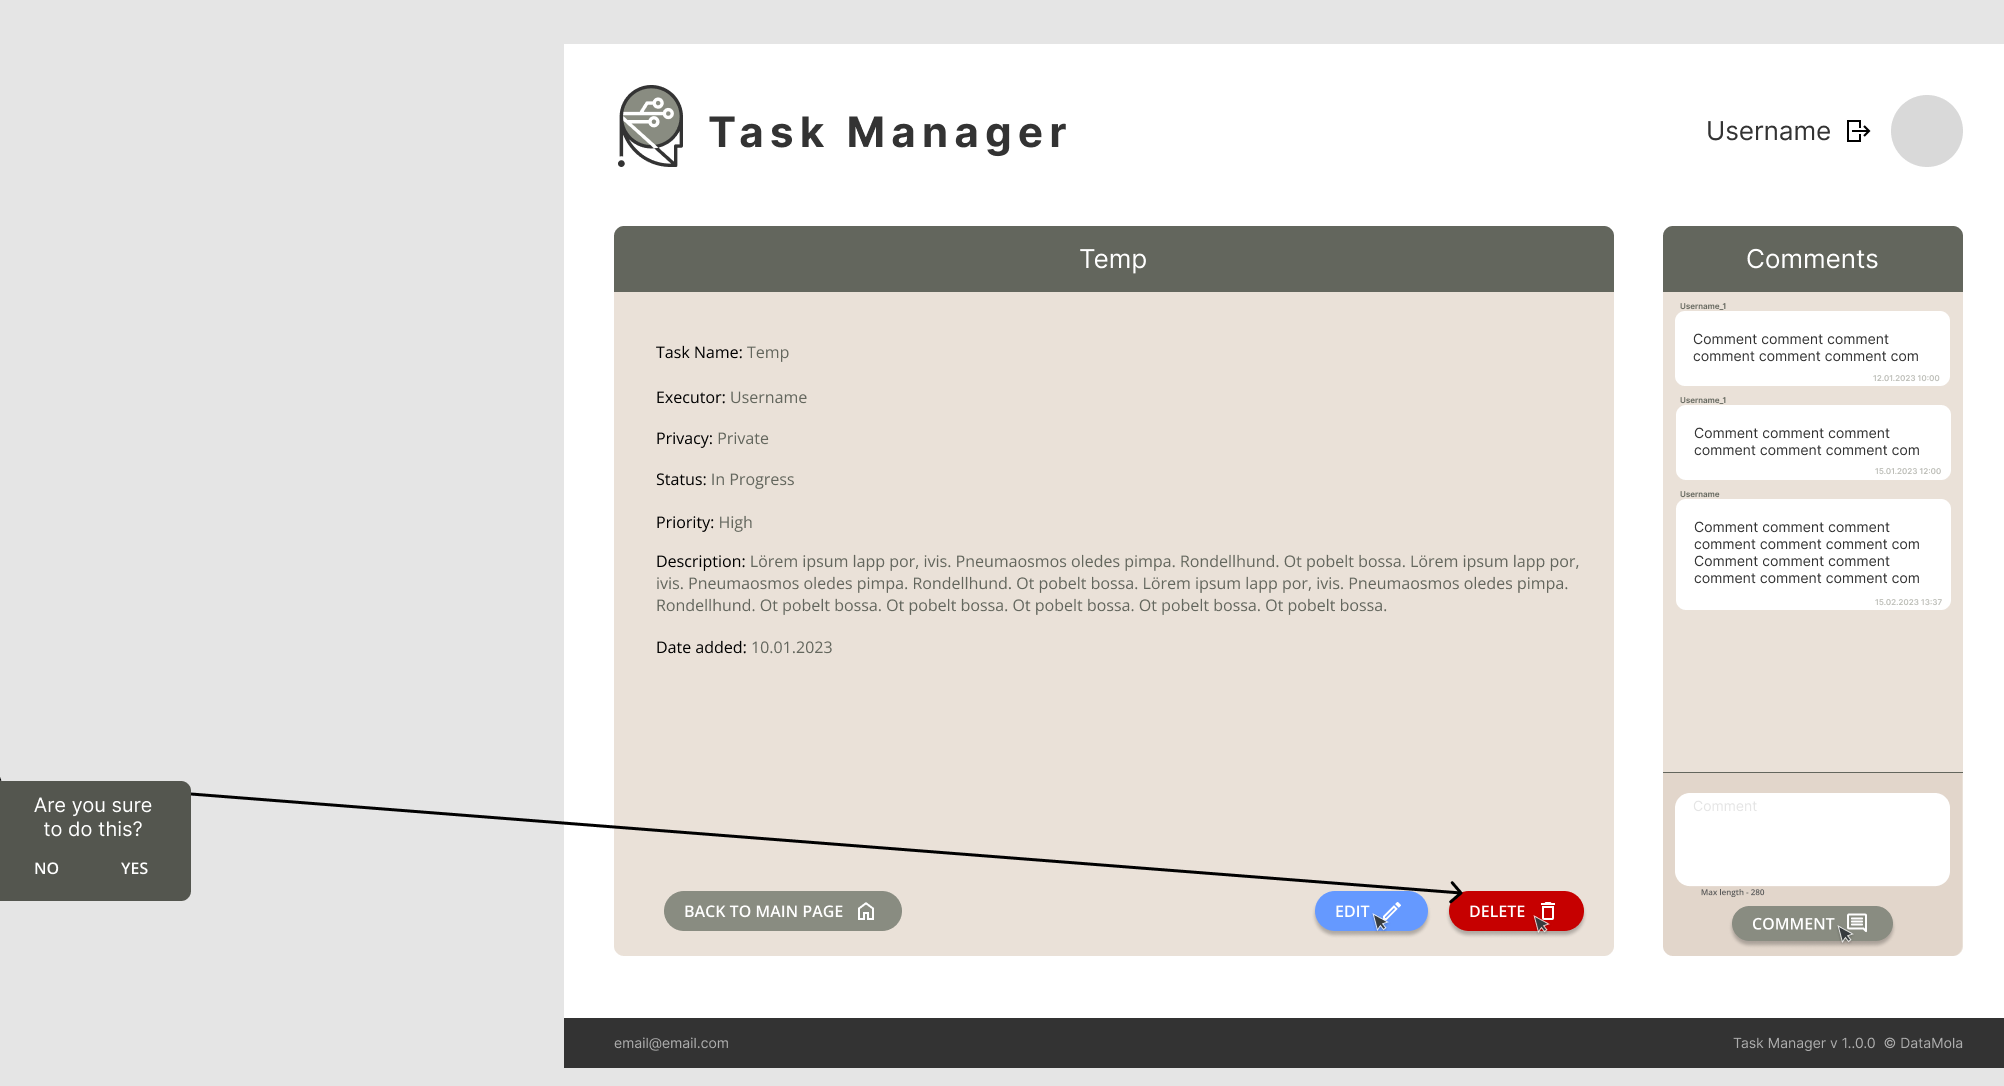 Task Manager
Username
Temp
Task Name: Temp
Executor: Username
Privacy: Private
Status: In Progress
Priority: High
Description: Lörem ipsum lapp por, ivis. Pneumaosmos oledes pimpa. Rondellhund. Ot pobelt bossa. Lörem ipsum lapp por,
ivis. Pneumaosmos oledes pimpa. Rondellhund. Ot pobelt bossa. Lörem ipsum lapp por, ivis. Pneumaosmos oledes pimpa.
Rondellhund. Ot pobelt bossa. Ot pobelt bossa. Ot pobelt bossa. Ot pobelt bossa. Ot pobelt bossa.
Date added: 10.01.2023
BACK TO MAIN PAGE
EDIT
DELETE
Comments
Username_1
Comment comment comment
comment comment comment com
12.01.2023 10:00
Username_1
Comment comment comment
comment comment comment com
15.01.2023 12:00
Username
Comment comment comment
comment comment comment com
Comment comment comment
comment comment comment com
15.02.2023 13:37
Comment
Max length - 280
COMMENT
Are you sure
to do this?
NO YES
email@email.com
Task Manager v 1..0.0 © DataMola